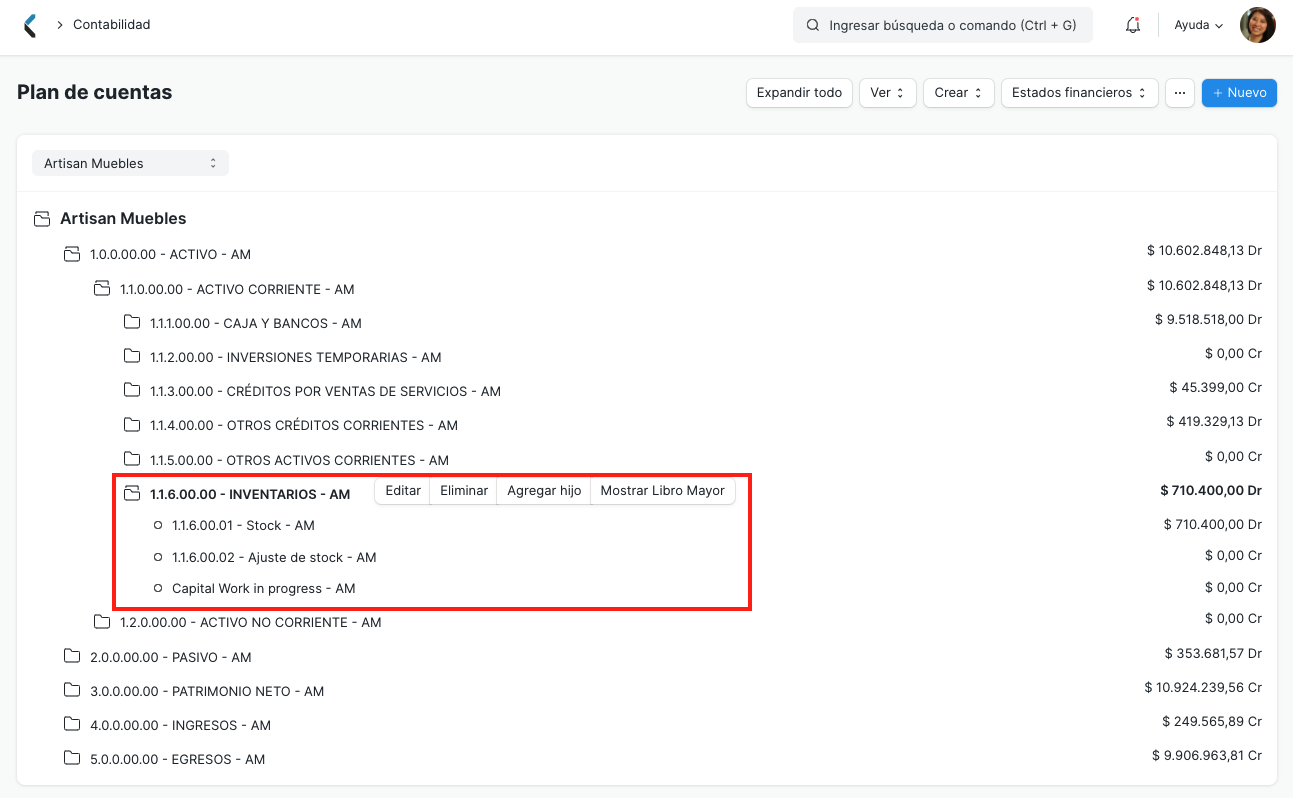 Contabilidad
Ingresar búsqueda o comando (Ctrl + G)
Ayuda
Plan de cuentas
Expandir todo
Ver
Crear
Estados financieros
···
+ Nuevo
Artisan Muebles
Artisan Muebles
1.0.0.00.00 - ACTIVO - AM $ 10.602.848,13 Dr
1.1.0.00.00 - ACTIVO CORRIENTE - AM $ 10.602.848,13 Dr
1.1.1.00.00 - CAJA Y BANCOS - AM $ 9.518.518,00 Dr
1.1.2.00.00 - INVERSIONES TEMPORARIAS - AM $ 0,00 Cr
1.1.3.00.00 - CRÉDITOS POR VENTAS DE SERVICIOS - AM $ 45.399,00 Cr
1.1.4.00.00 - OTROS CRÉDITOS CORRIENTES - AM $ 419.329,13 Dr
1.1.5.00.00 - OTROS ACTIVOS CORRIENTES - AM $ 0,00 Cr
1.1.6.00.00 - INVENTARIOS - AM Editar Eliminar Agregar hijo Mostrar Libro Mayor $ 710.400,00 Dr
1.1.6.00.01 - Stock - AM $ 710.400,00 Dr
1.1.6.00.02 - Ajuste de stock - AM $ 0,00 Cr
Capital Work in progress - AM $ 0,00 Cr
1.2.0.00.00 - ACTIVO NO CORRIENTE - AM $ 0,00 Cr
2.0.0.00.00 - PASIVO - AM $ 353.681,57 Dr
3.0.0.00.00 - PATRIMONIO NETO - AM $ 10.924.239,56 Cr
4.0.0.00.00 - INGRESOS - AM $ 249.565,89 Cr
5.0.0.00.00 - EGRESOS - AM $ 9.906.963,81 Cr